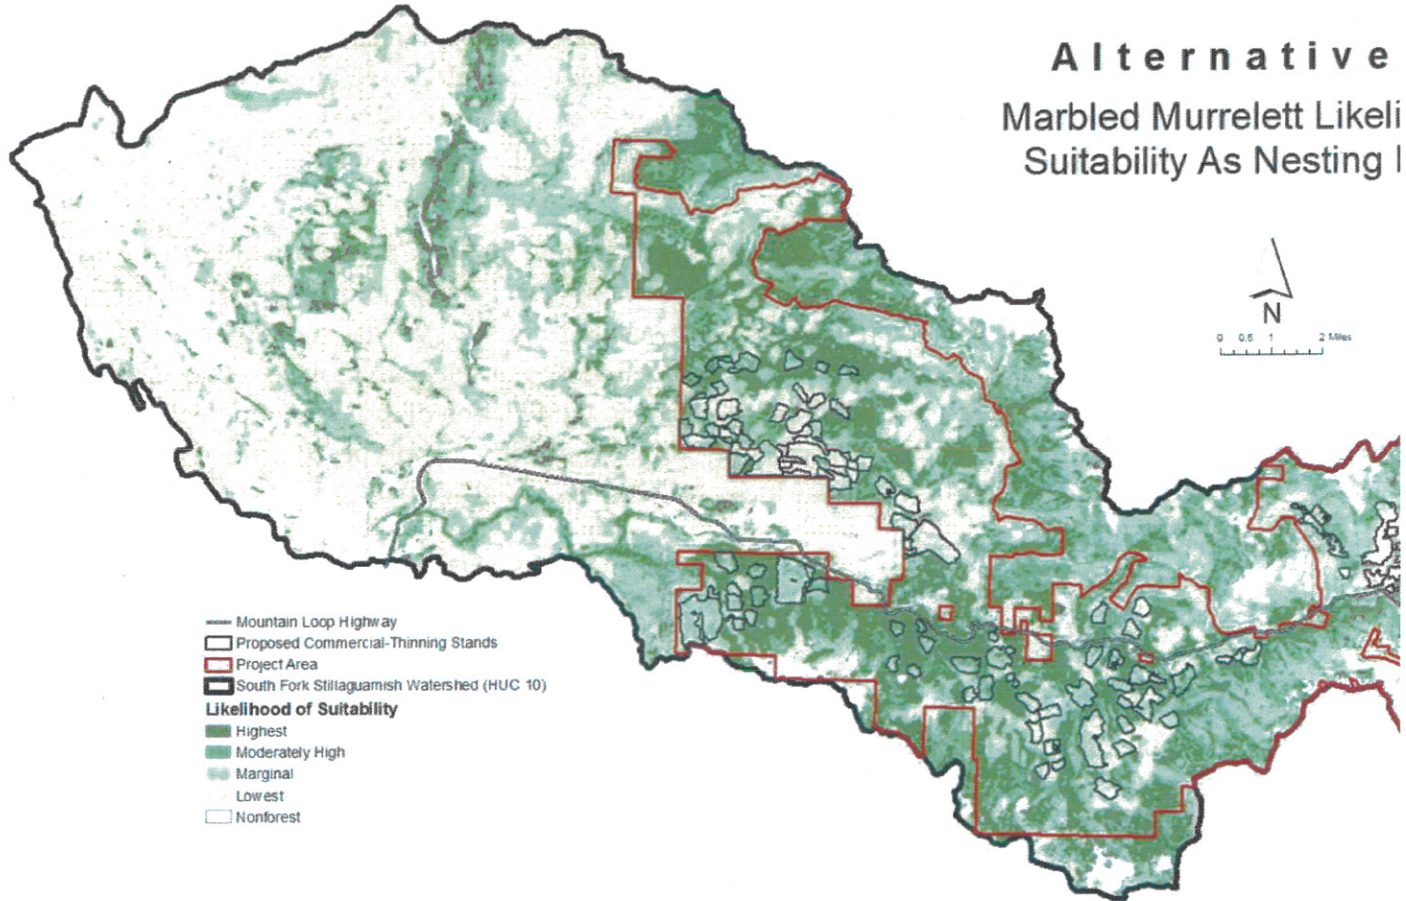 Alternative
Marbled Murrelett Likeli
Suitability As Nesting
N
0 0.5 1 2 Miles
Mountain Loop Highway
Proposed Commercial-Thinning Stands
Project Area
South Fork Stillaguamish Watershed (HUC 10)
Likelihood of Suitability
Highest
Moderately High
Marginal
Lowest
Nonforest